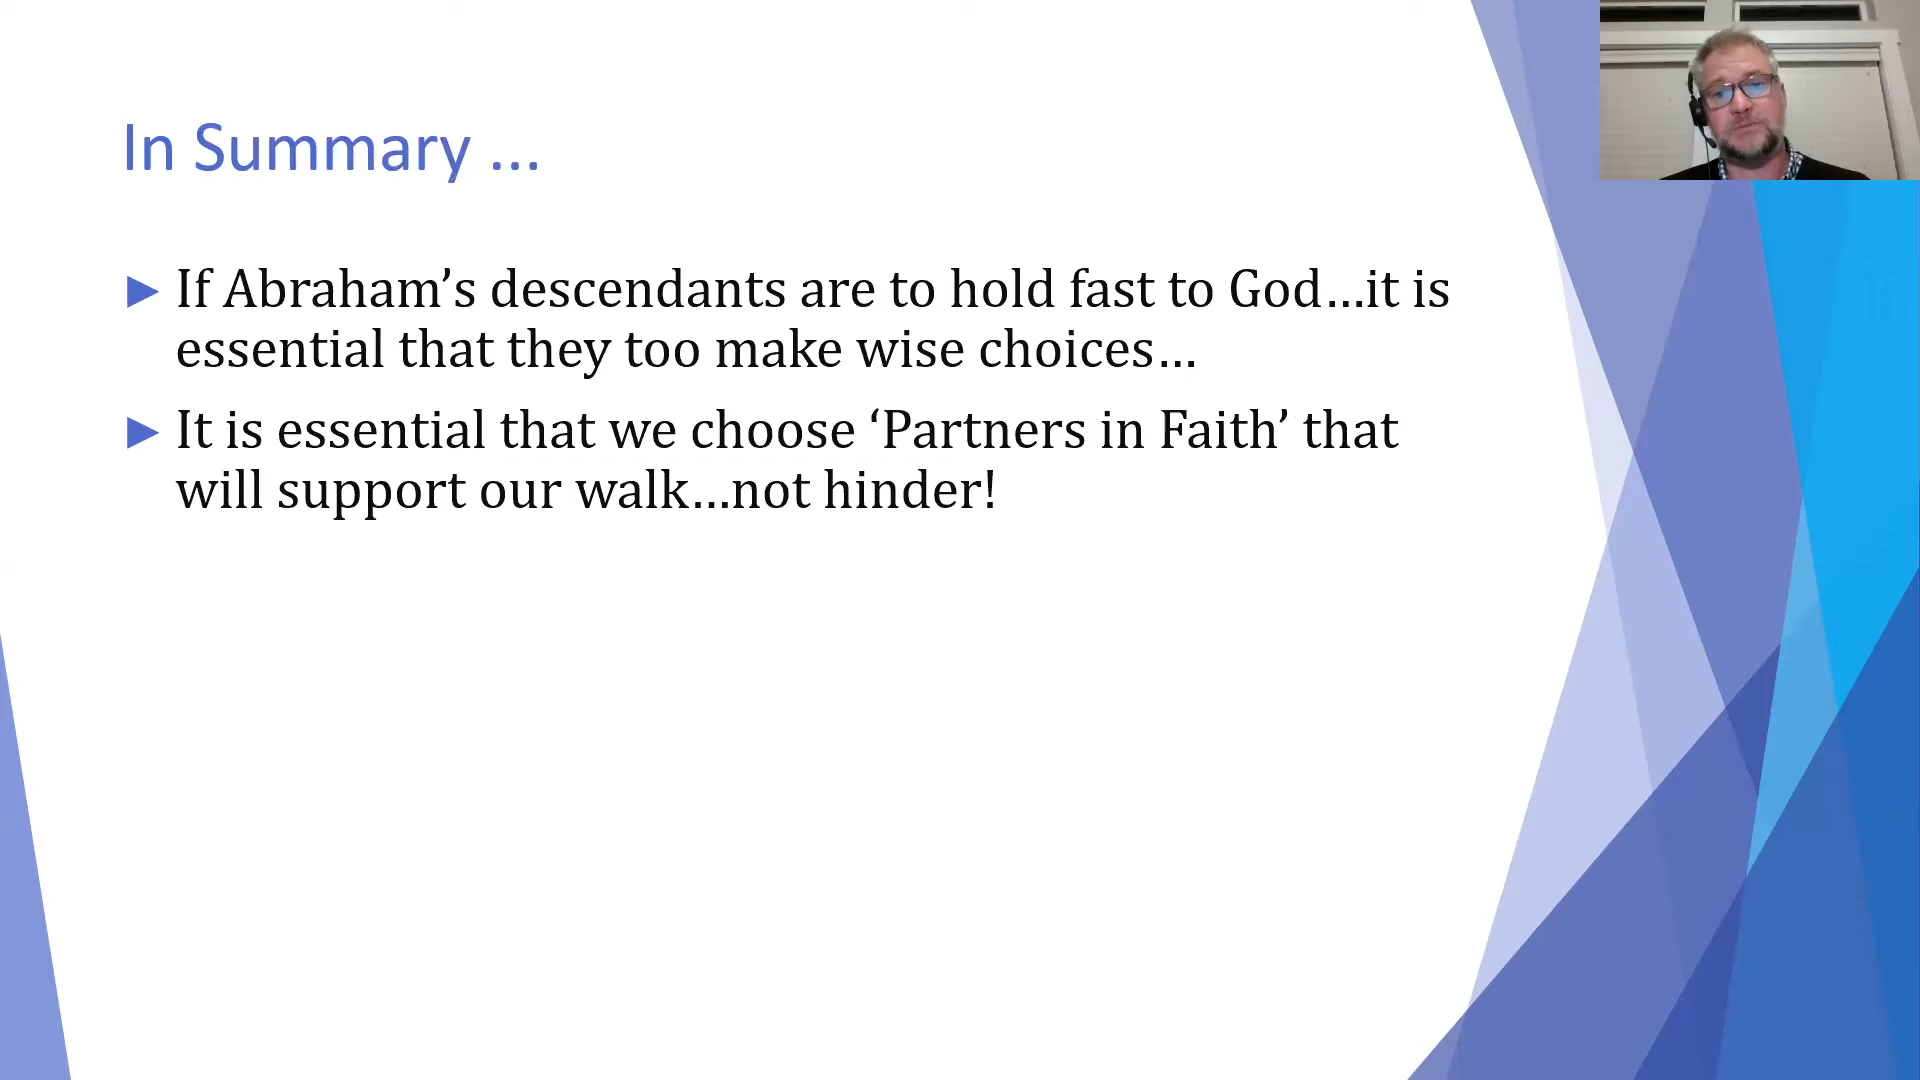 In Summary ...
If Abraham’s descendants are to hold fast to God…it is
essential that they too make wise choices…
It is essential that we choose ‘Partners in Faith’ that
will support our walk…not hinder!